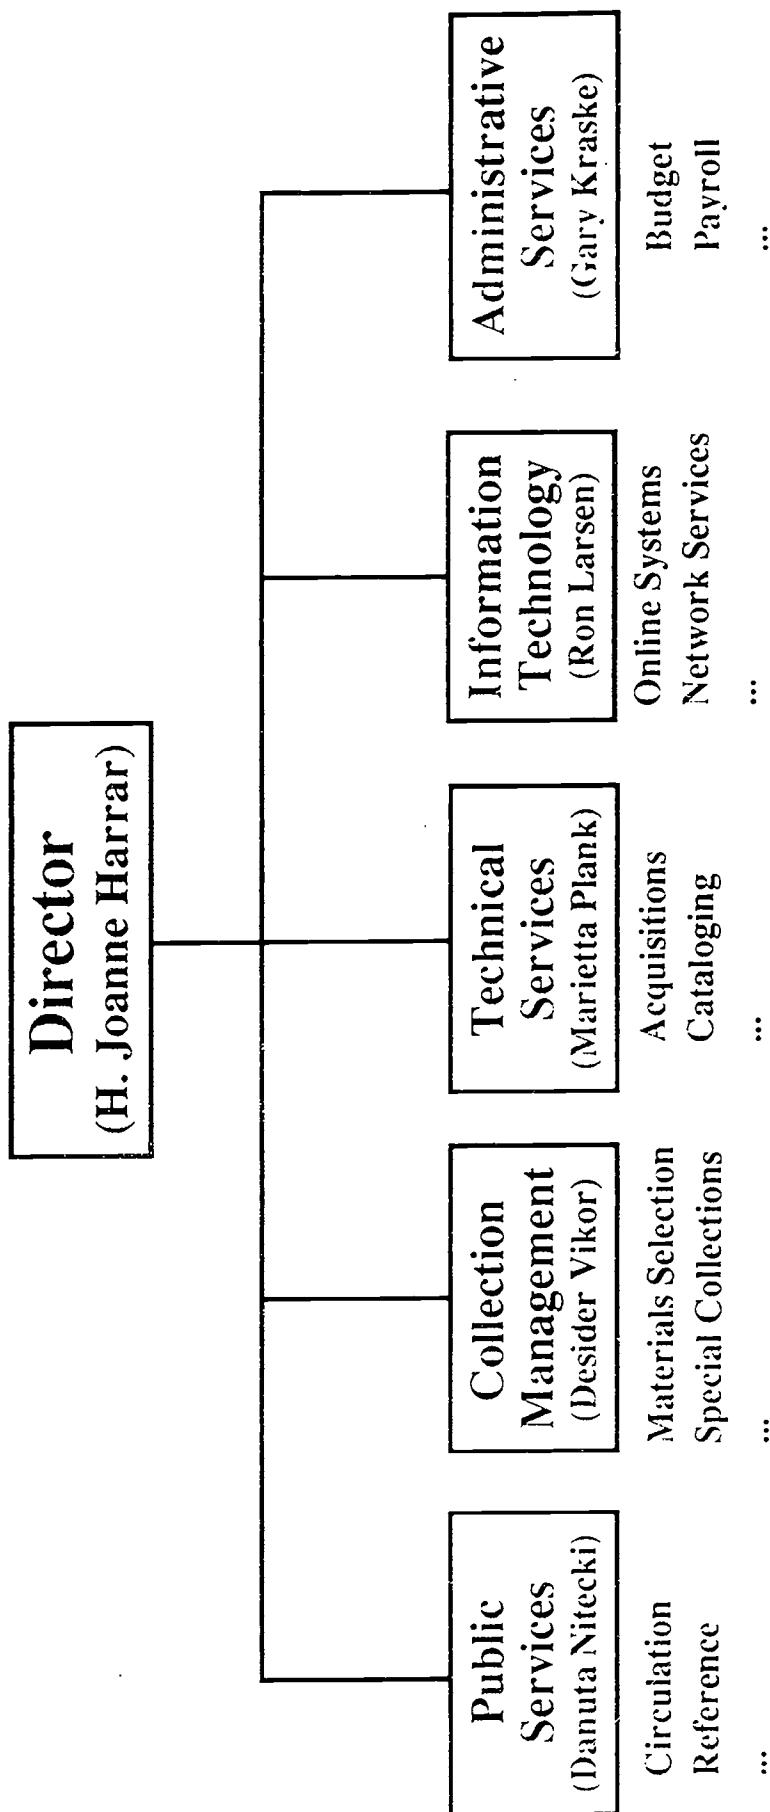 Director
(H. Joanne Harrar)
Public
Services
(Danuta Nitecki)
Circulation
Reference
...
Collection
Management
(Desider Vikor)
Materials Selection
Special Collections
...
Technical
Services
(Marietta Plank)
Acquisitions
Cataloging
...
Information
Technology
(Ron Larsen)
Online Systems
Network Services
...
Administrative
Services
(Gary Kraske)
Budget
Payroll
...